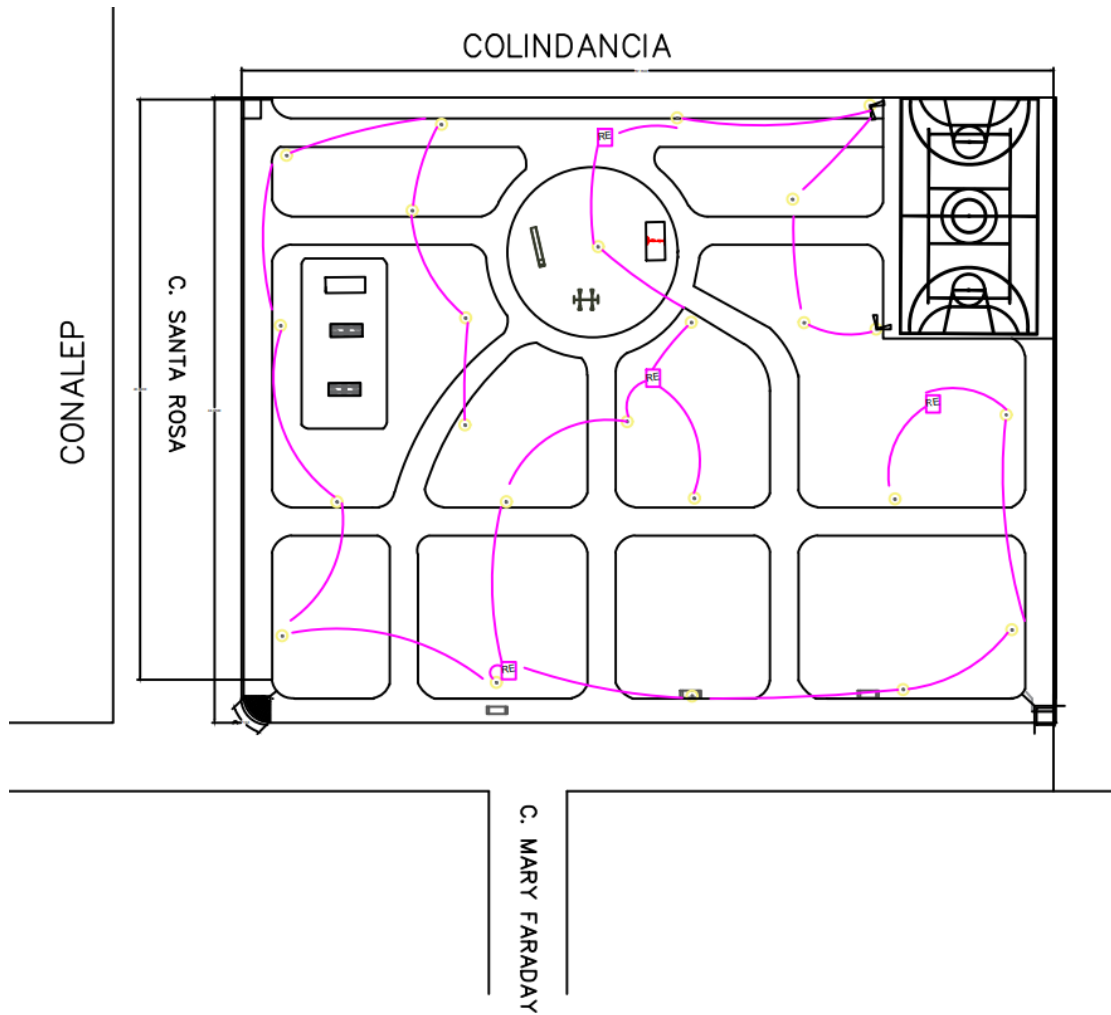 COLINDANCIA
RE
CONALEP
C. SANTA ROSA
RE
RE
RE
C. MARY FARADAY